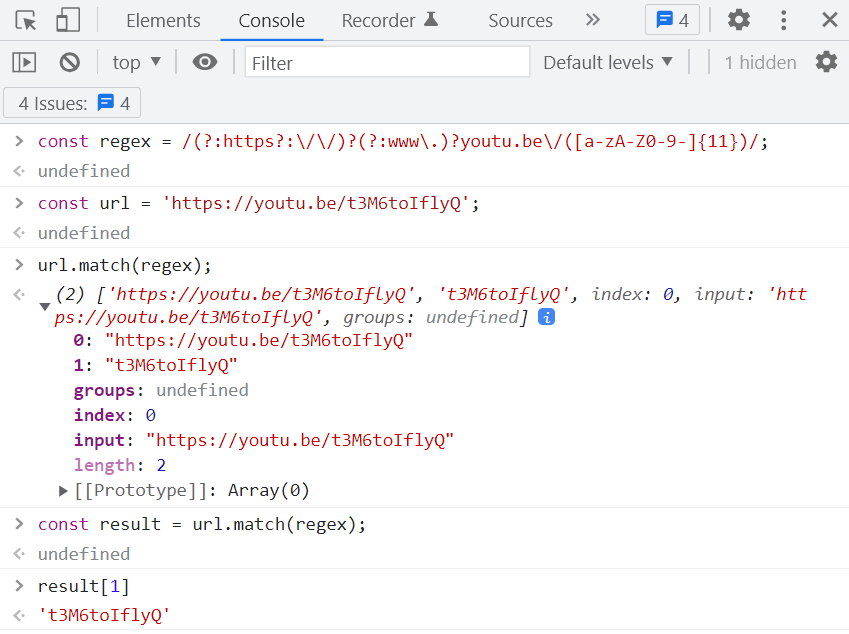 Elements Console Recorder Sources 4
top Filter Default levels 1 hidden
4 Issues: 4
const regex = /(?:https?:\/\/)?(?:www\.)?youtu.be\/([a-zA-Z0-9-]{11})/;
undefined
const url = 'https://youtu.be/t3M6toIflyQ';
undefined
url.match(regex);
(2) ['https://youtu.be/t3M6toIflyQ', 't3M6toIflyQ', index: 0, input: 'htt
ps://youtu.be/t3M6toIflyQ', groups: undefined]
0: "https://youtu.be/t3M6toIflyQ"
1: "t3M6toIflyQ"
groups: undefined
index: 0
input: "https://youtu.be/t3M6toIflyQ"
length: 2
[[Prototype]]: Array(0)
const result = url.match(regex);
undefined
result[1]
't3M6toIflyQ'